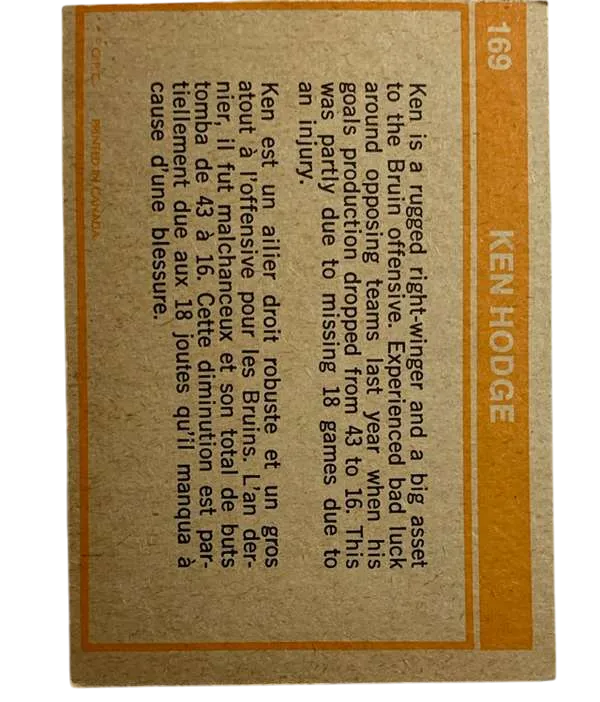 169 KEN HODGE
Ken is a rugged right-winger and a big asset
to the Bruin offensive. Experienced bad luck
around opposing teams last year when his
goals production dropped from 43 to 16. This
was partly due to missing 18 games due to
an injury.
Ken est un ailier droit robuste et un gros
atout à l'offensive pour les Bruins. L'an der-
nier, il fut malchanceux et son total de buts
tomba de 43 à 16. Cette diminution est par-
tiellement due aux 18 joutes qu'il manqua à
cause d'une blessure.
PRINTED IN CANADA